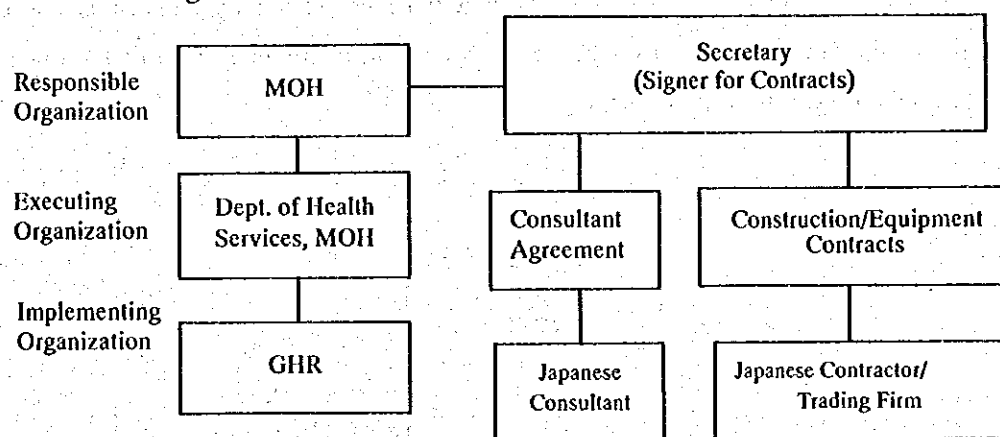 Responsible
Organization
MOH
Secretary
(Signer for Contracts)
Executing
Organization
Dept. of Health
Services, MOH
Consultant
Agreement
Construction/Equipment
Contracts
Implementing
Organization
GHR
Japanese
Consultant
Japanese Contractor/
Trading Firm